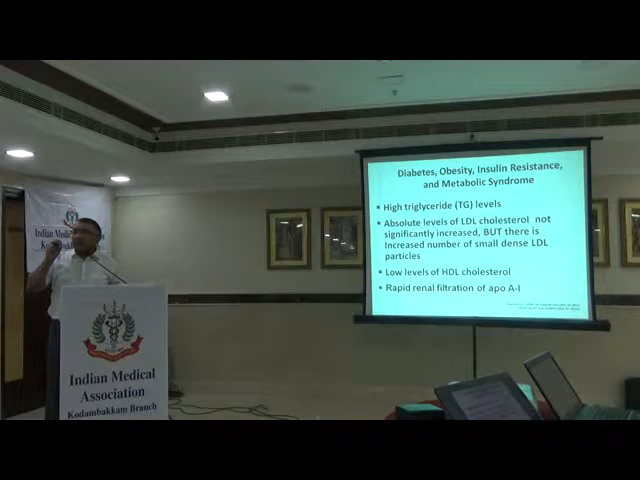 Diabetes, Obesity, Insulin Resistance,
and Metabolic Syndrome
• High triglyceride (TG) levels
• Absolute levels of LDL cholesterol not
significantly increased, BUT there is
Increased number of small dense LDL
particles
• Low levels of HDL cholesterol
• Rapid renal filtration of apo A-I
Indian
Kodambakkam
Indian Medical
Association
Kodambakkam Branch